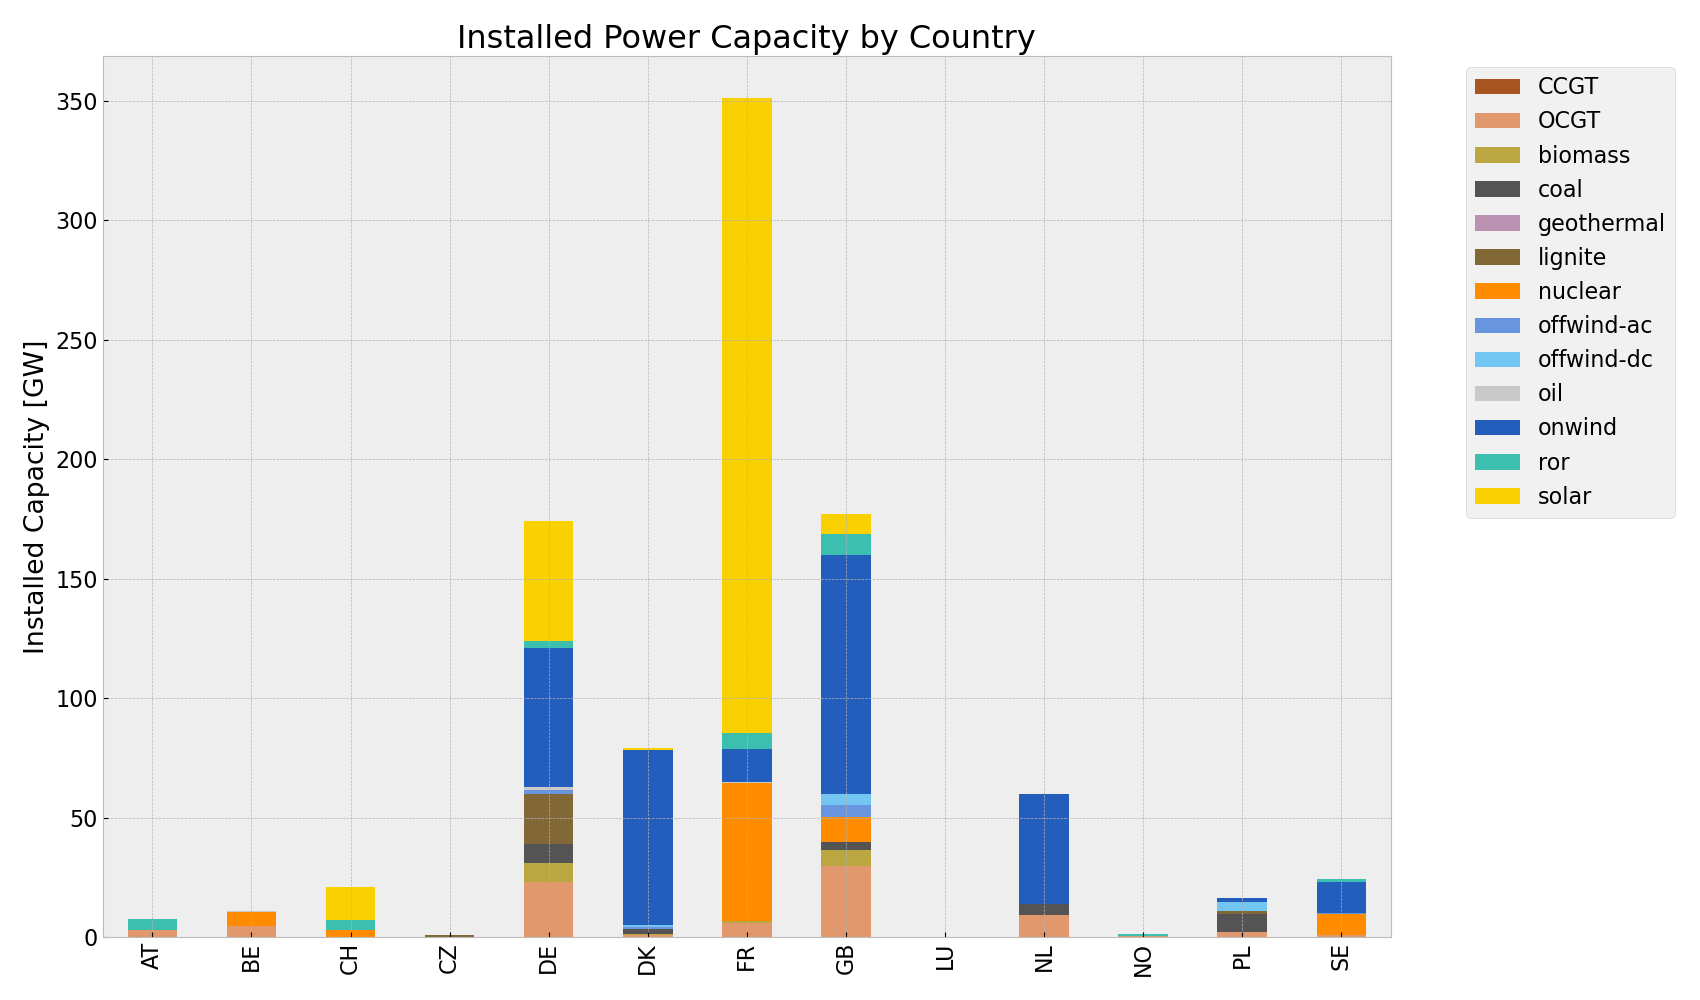 Installed Power Capacity by Country
Installed Capacity [GW]
350
300
250
200
150
100
50
0
AT
BE
CH
CZ
DE
DK
FR
GB
LU
NL
NO
PL
SE
CCGT
OCGT
biomass
coal
geothermal
lignite
nuclear
offwind-ac
offwind-dc
oil
onwind
ror
solar